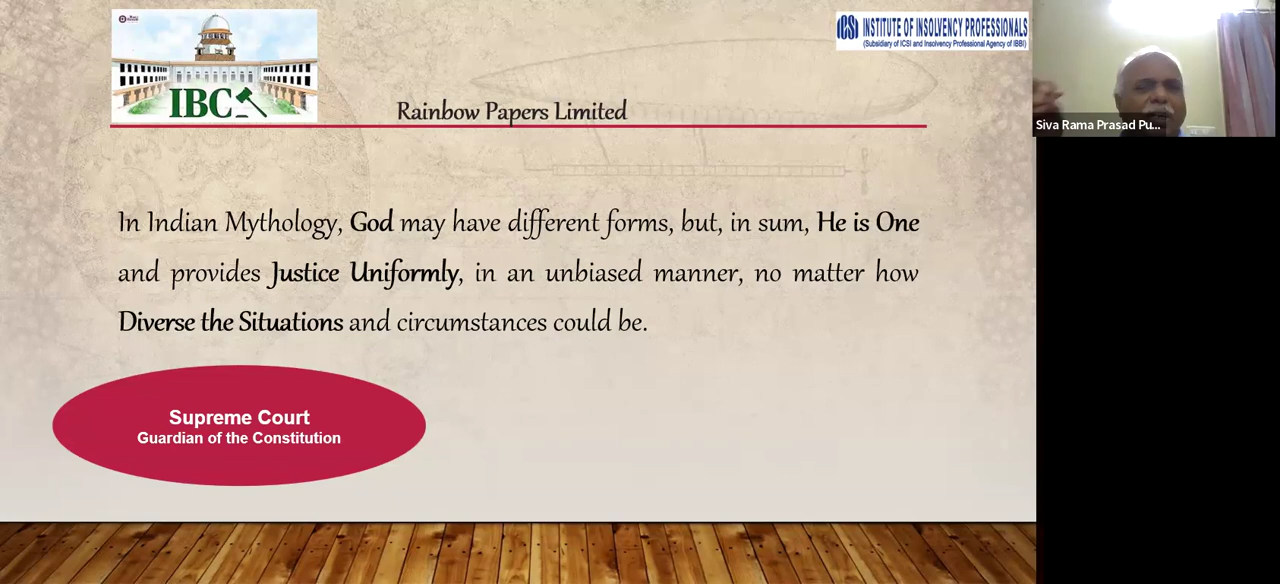 IBC
ICSI INSTITUTE OF INSOLVENCY PROFESSIONALS
(Subsidiary of ICSI and Insolvency Professional Agency of IBBI)
Rainbow Papers Limited
Siva Rama Prasad Pu...
In Indian Mythology, God may have different forms, but, in sum, He is One
and provides Justice Uniformly, in an unbiased manner, no matter how
Diverse the Situations and circumstances could be.
Supreme Court
Guardian of the Constitution